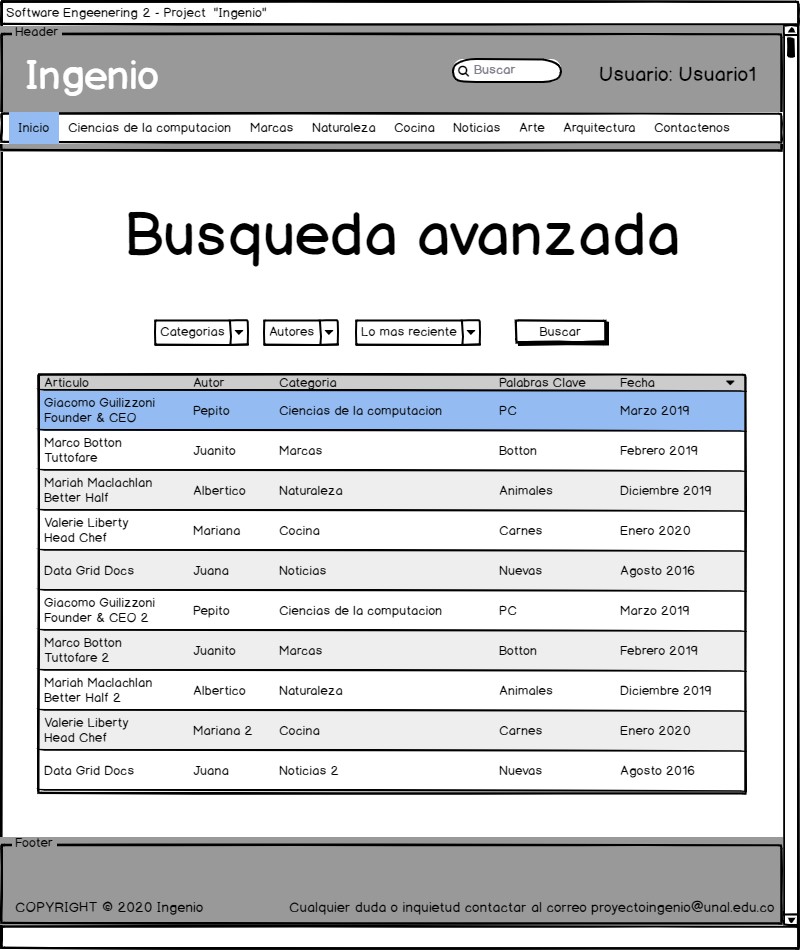 Software Engeenering 2 - Project "Ingenio"
Header
Ingenio
Buscar
Usuario: Usuario1
Inicio Ciencias de la computacion Marcas Naturaleza Cocina Noticias Arte Arquitectura Contactenos
Busqueda avanzada
Categorias Autores Lo mas reciente Buscar
Articulo Autor Categoria Palabras Clave Fecha
Giacomo Guilizzoni
Founder & CEO Pepito Ciencias de la computacion PC Marzo 2019
Marco Botton
Tuttofare Juanito Marcas Botton Febrero 2019
Mariah Maclachlan
Better Half Albertico Naturaleza Animales Diciembre 2019
Valerie Liberty
Head Chef Mariana Cocina Carnes Enero 2020
Data Grid Docs Juana Noticias Nuevas Agosto 2016
Giacomo Guilizzoni
Founder & CEO 2 Pepito Ciencias de la computacion PC Marzo 2019
Marco Botton
Tuttofare 2 Juanito Marcas Botton Febrero 2019
Mariah Maclachlan
Better Half 2 Albertico Naturaleza Animales Diciembre 2019
Valerie Liberty
Head Chef Mariana 2 Cocina Carnes Enero 2020
Data Grid Docs Juana Noticias 2 Nuevas Agosto 2016
Footer
COPYRIGHT © 2020 Ingenio Cualquier duda o inquietud contactar al correo proyectoingenio@unal.edu.co